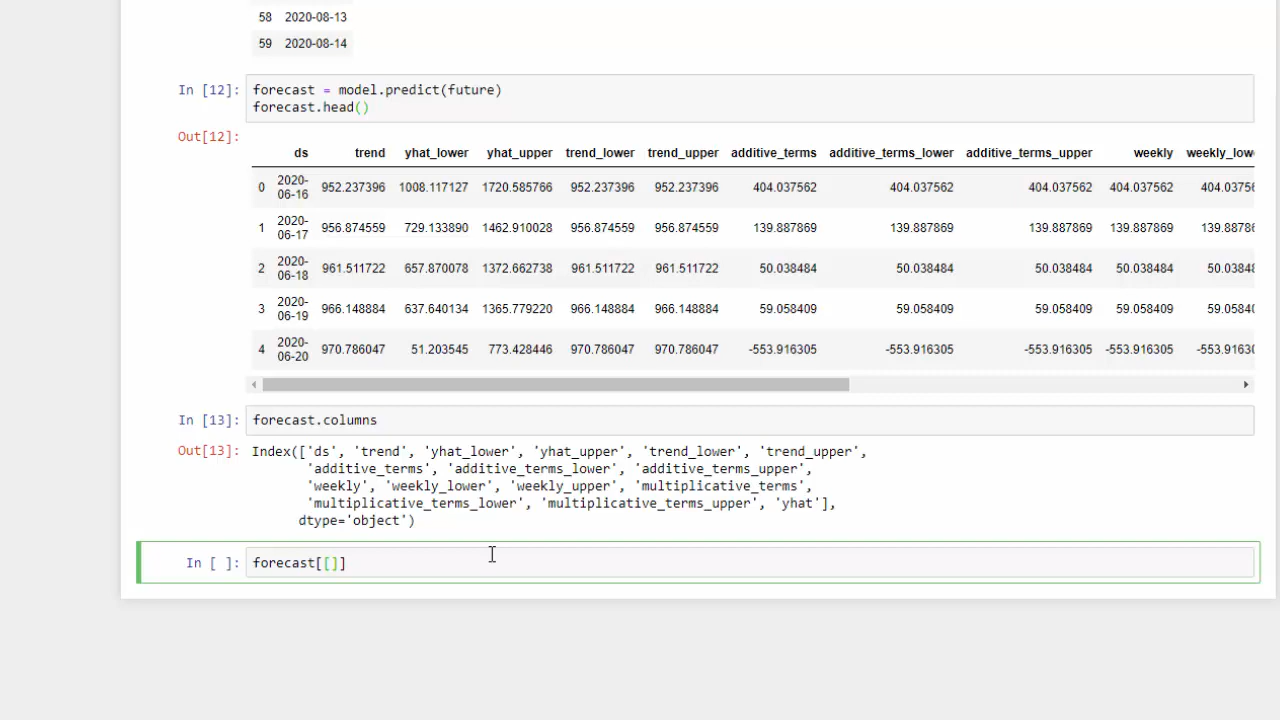 58 2020-08-13
59 2020-08-14
In [12]: forecast = model.predict(future)
forecast.head()
Out[12]:
ds trend yhat_lower yhat_upper trend_lower trend_upper additive_terms additive_terms_lower additive_terms_upper weekly
0 2020-06-16 952.237396 1008.117127 1720.585766 952.237396 952.237396 404.037562 404.037562 404.037562 404.037562
1 2020-06-17 956.874559 729.133890 1462.910028 956.874559 956.874559 139.887869 139.887869 139.887869 139.887869
2 2020-06-18 961.511722 657.870078 1372.662738 961.511722 961.511722 50.038484 50.038484 50.038484 50.038484
3 2020-06-19 966.148884 637.640134 1365.779220 966.148884 966.148884 59.058409 59.058409 59.058409 59.058409
4 2020-06-20 970.786047 51.203545 773.428446 970.786047 970.786047 -553.916305 -553.916305 -553.916305 -553.916305
In [13]: forecast.columns
Out[13]: Index(['ds', 'trend', 'yhat_lower', 'yhat_upper', 'trend_lower', 'trend_upper',
'additive_terms', 'additive_terms_lower', 'additive_terms_upper',
'weekly', 'weekly_lower', 'weekly_upper', 'multiplicative_terms',
'multiplicative_terms_lower', 'multiplicative_terms_upper', 'yhat'],
dtype='object')
In [ ]: forecast[[]]